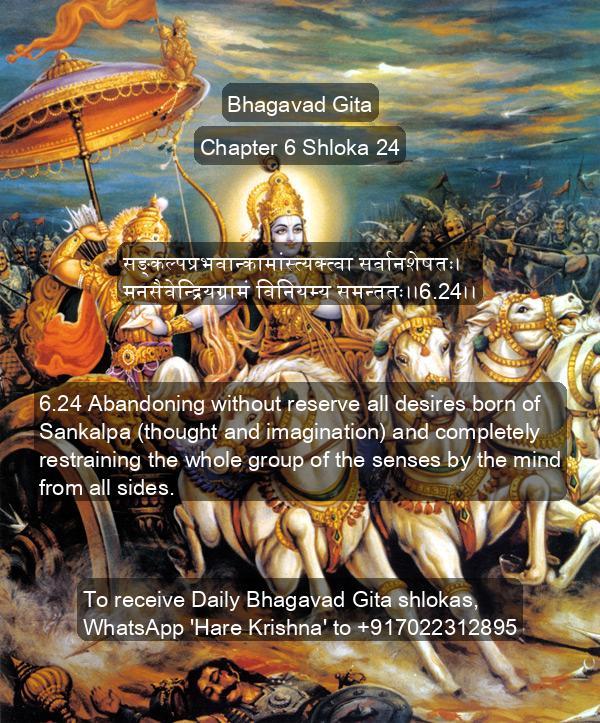 Bhagavad Gita
Chapter 6 Shloka 24
सङ्कल्पप्रभवान्कामांस्त्यक्त्वा सर्वानशेषतः।
मनसैवेन्द्रियग्रामं विनियम्य समन्ततः।।6.24।।
6.24 Abandoning without reserve all desires born of
Sankalpa (thought and imagination) and completely
restraining the whole group of the senses by the mind
from all sides.
To receive Daily Bhagavad Gita shlokas,
WhatsApp 'Hare Krishna' to +917022312895